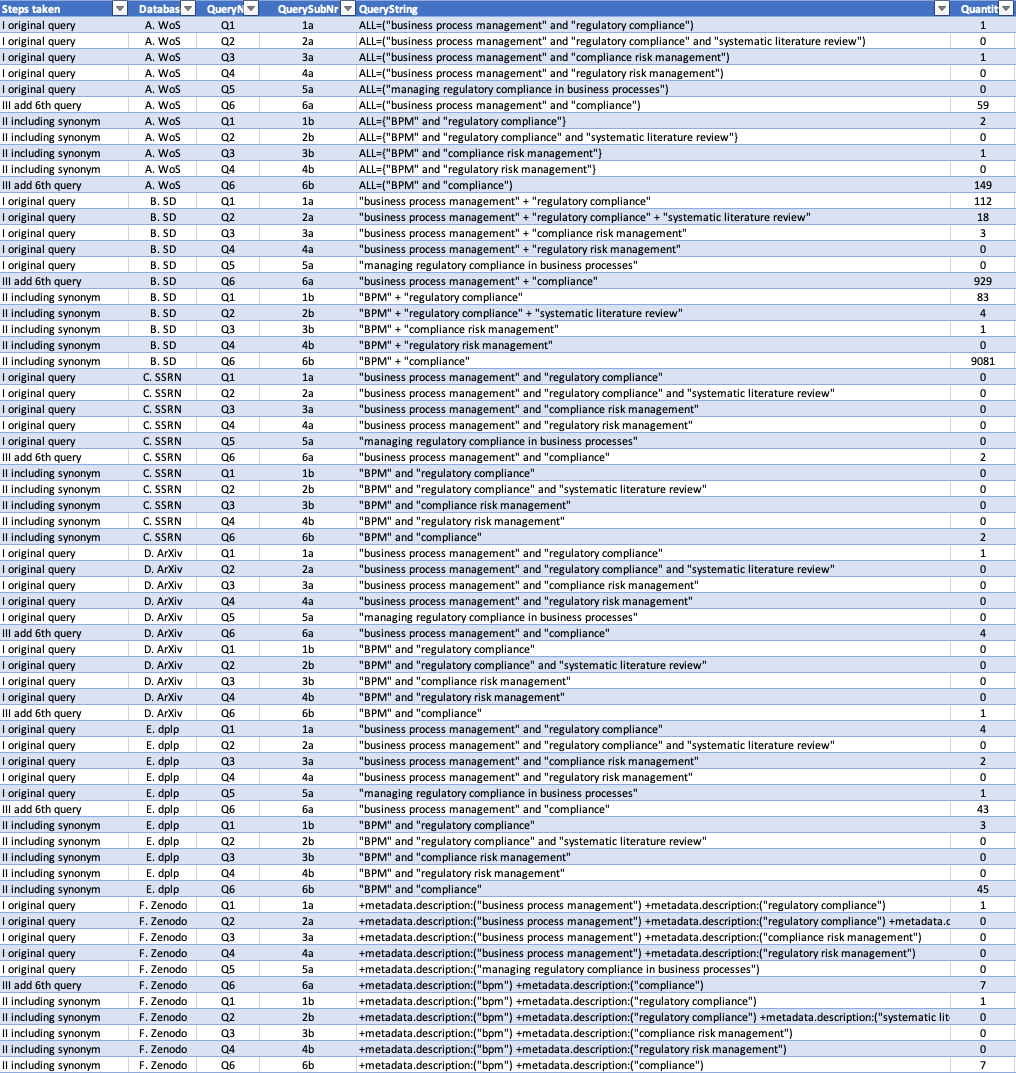 Steps taken Databas QueryN QuerySubNr QueryString Quantit
I original query A. WoS Q1 1a ALL=("business process management" and "regulatory compliance") 1
I original query A. WoS Q2 2a ALL=("business process management" and "regulatory compliance" and "systematic literature review") 0
I original query A. WoS Q3 3a ALL=("business process management" and "compliance risk management") 1
I original query A. WoS Q4 4a ALL=("business process management" and "regulatory risk management") 0
I original query A. WoS Q5 5a ALL=("managing regulatory compliance in business processes") 0
III add 6th query A. WoS Q6 6a ALL=("business process management" and "compliance") 59
II including synonym A. WoS Q1 1b ALL={"BPM" and "regulatory compliance"} 2
II including synonym A. WoS Q2 2b ALL={"BPM" and "regulatory compliance" and "systematic literature review"} 0
II including synonym A. WoS Q3 3b ALL={"BPM" and "compliance risk management"} 1
II including synonym A. WoS Q4 4b ALL={"BPM" and "regulatory risk management"} 0
III add 6th query A. WoS Q6 6b ALL=("BPM" and "compliance") 149
I original query B. SD Q1 1a "business process management" + "regulatory compliance" 112
I original query B. SD Q2 2a "business process management" + "regulatory compliance" + "systematic literature review" 18
I original query B. SD Q3 3a "business process management" + "compliance risk management" 3
I original query B. SD Q4 4a "business process management" + "regulatory risk management" 0
I original query B. SD Q5 5a "managing regulatory compliance in business processes" 0
III add 6th query B. SD Q6 6a "business process management" + "compliance" 929
II including synonym B. SD Q1 1b "BPM" + "regulatory compliance" 83
II including synonym B. SD Q2 2b "BPM" + "regulatory compliance" + "systematic literature review" 4
II including synonym B. SD Q3 3b "BPM" + "compliance risk management" 1
II including synonym B. SD Q4 4b "BPM" + "regulatory risk management" 0
II including synonym B. SD Q6 6b "BPM" + "compliance" 9081
I original query C. SSRN Q1 1a "business process management" and "regulatory compliance" 0
I original query C. SSRN Q2 2a "business process management" and "regulatory compliance" and "systematic literature review" 0
I original query C. SSRN Q3 3a "business process management" and "compliance risk management" 0
I original query C. SSRN Q4 4a "business process management" and "regulatory risk management" 0
I original query C. SSRN Q5 5a "managing regulatory compliance in business processes" 0
III add 6th query C. SSRN Q6 6a "business process management" and "compliance" 2
II including synonym C. SSRN Q1 1b "BPM" and "regulatory compliance" 0
II including synonym C. SSRN Q2 2b "BPM" and "regulatory compliance" and "systematic literature review" 0
II including synonym C. SSRN Q3 3b "BPM" and "compliance risk management" 0
II including synonym C. SSRN Q4 4b "BPM" and "regulatory risk management" 0
II including synonym C. SSRN Q6 6b "BPM" and "compliance" 2
I original query D. ArXiv Q1 1a "business process management" and "regulatory compliance" 1
I original query D. ArXiv Q2 2a "business process management" and "regulatory compliance" and "systematic literature review" 0
I original query D. ArXiv Q3 3a "business process management" and "compliance risk management" 0
I original query D. ArXiv Q4 4a "business process management" and "regulatory risk management" 0
I original query D. ArXiv Q5 5a "managing regulatory compliance in business processes" 0
III add 6th query D. ArXiv Q6 6a "business process management" and "compliance" 4
I original query D. ArXiv Q1 1b "BPM" and "regulatory compliance" 0
I original query D. ArXiv Q2 2b "BPM" and "regulatory compliance" and "systematic literature review" 0
I original query D. ArXiv Q3 3b "BPM" and "compliance risk management" 0
I original query D. ArXiv Q4 4b "BPM" and "regulatory risk management" 0
III add 6th query D. ArXiv Q6 6b "BPM" and "compliance" 1
I original query E. dplp Q1 1a "business process management" and "regulatory compliance" 4
I original query E. dplp Q2 2a "business process management" and "regulatory compliance" and "systematic literature review" 0
I original query E. dplp Q3 3a "business process management" and "compliance risk management" 2
I original query E. dplp Q4 4a "business process management" and "regulatory risk management" 0
I original query E. dplp Q5 5a "managing regulatory compliance in business processes" 1
III add 6th query E. dplp Q6 6a "business process management" and "compliance" 43
II including synonym E. dplp Q1 1b "BPM" and "regulatory compliance" 3
II including synonym E. dplp Q2 2b "BPM" and "regulatory compliance" and "systematic literature review" 0
II including synonym E. dplp Q3 3b "BPM" and "compliance risk management" 0
II including synonym E. dplp Q4 4b "BPM" and "regulatory risk management" 0
II including synonym E. dplp Q6 6b "BPM" and "compliance" 45
I original query F. Zenodo Q1 1a +metadata.description:("business process management") +metadata.description:("regulatory compliance") 1
I original query F. Zenodo Q2 2a +metadata.description:("business process management") +metadata.description:("regulatory compliance") +metadata.c 0
I original query F. Zenodo Q3 3a +metadata.description:("business process management") +metadata.description:("compliance risk management") 0
I original query F. Zenodo Q4 4a +metadata.description:("business process management") +metadata.description:("regulatory risk management") 0
I original query F. Zenodo Q5 5a +metadata.description:("managing regulatory compliance in business processes") 0
III add 6th query F. Zenodo Q6 6a +metadata.description:("bpm") +metadata.description:("compliance") 7
II including synonym F. Zenodo Q1 1b +metadata.description:("bpm") +metadata.description:("regulatory compliance") 1
II including synonym F. Zenodo Q2 2b +metadata.description:("bpm") +metadata.description:("regulatory compliance") +metadata.description:("systematic lit 0
II including synonym F. Zenodo Q3 3b +metadata.description:("bpm") +metadata.description:("compliance risk management") 0
II including synonym F. Zenodo Q4 4b +metadata.description:("bpm") +metadata.description:("regulatory risk management") 0
II including synonym F. Zenodo Q6 6b +metadata.description:("bpm") +metadata.description:("compliance") 7